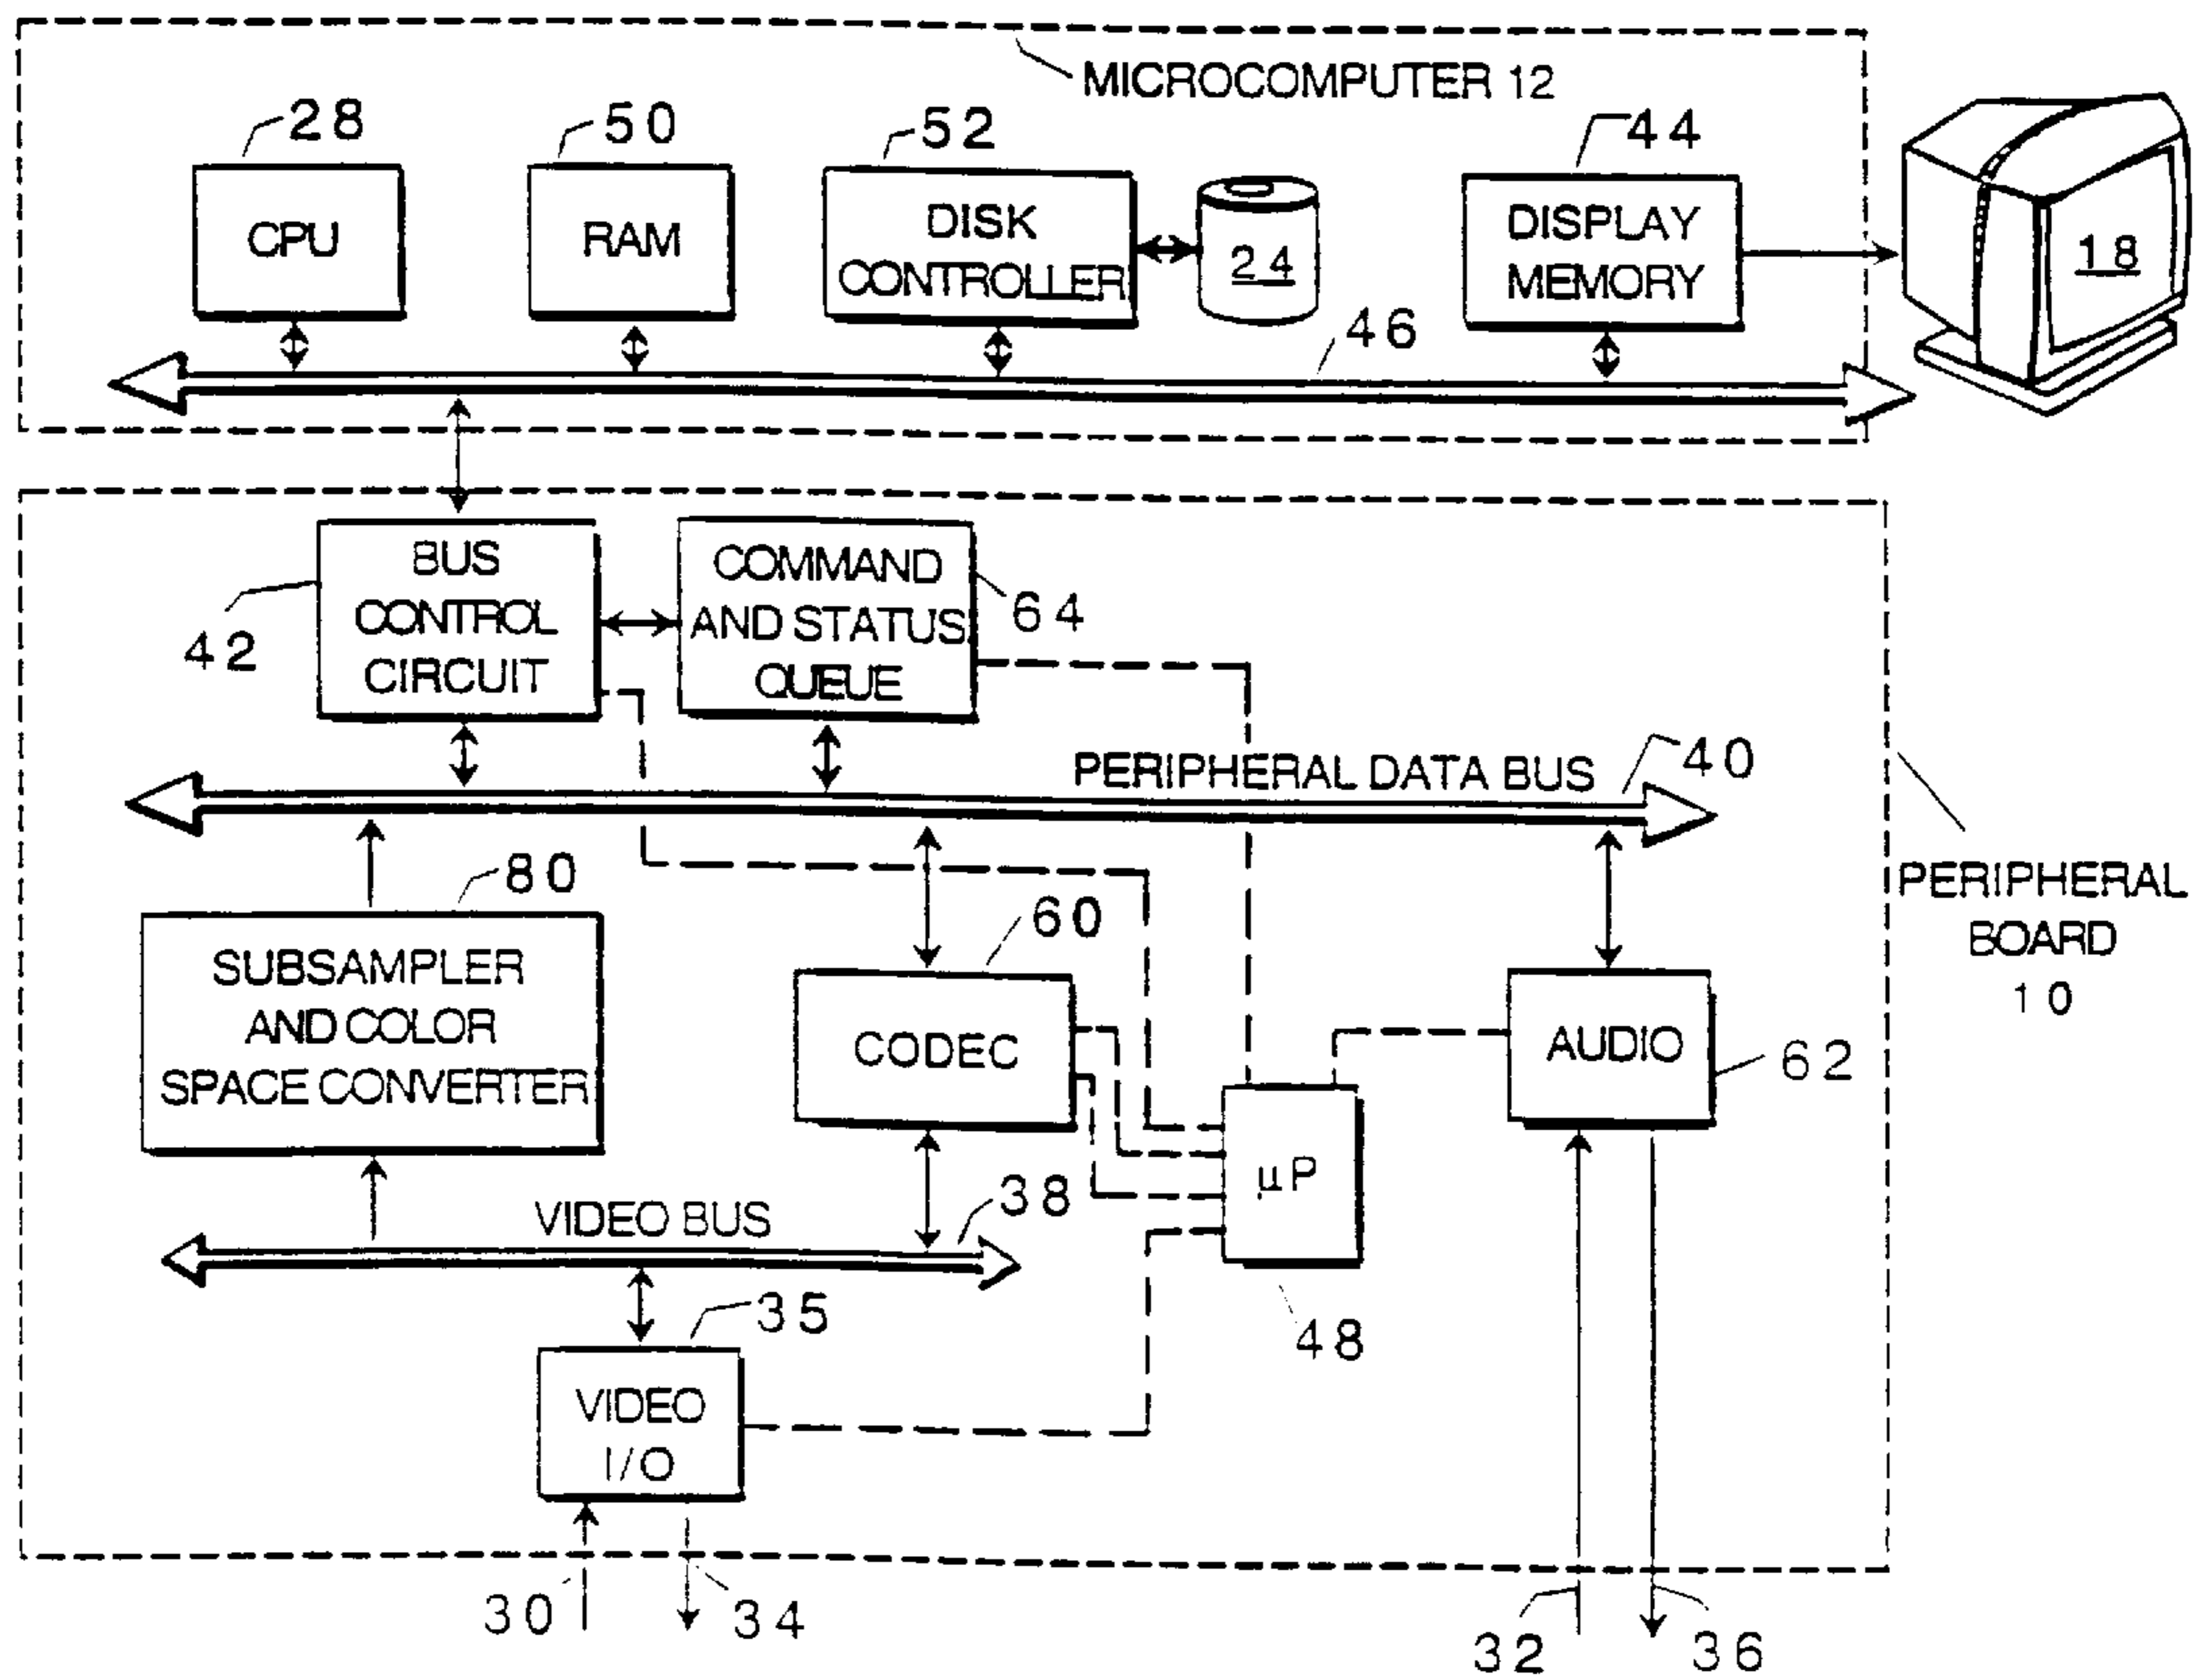 MICROCOMPUTER 12
28
50
52
44
CPU
RAM
DISK
CONTROLLER
24
DISPLAY
MEMORY
18
46
BUS
CONTROL
CIRCUIT
42
COMMAND
AND STATUS
QUEUE
64
PERIPHERAL DATA BUS
40
PERIPHERAL
BOARD
10
80
SUBSAMPLER
AND COLOR
SPACE CONVERTER
60
CODEC
AUDIO
62
μP
48
VIDEO BUS
38
35
VIDEO
I/O
30
34
32
36